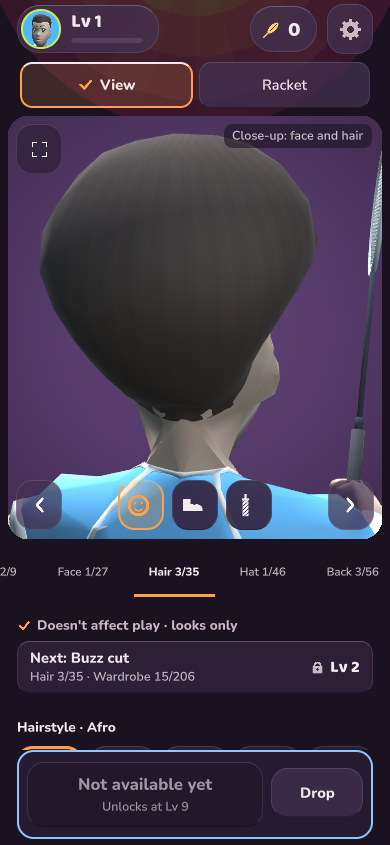 Lv 1
0
View
Racket
Close-up: face and hair
2/9
Face 1/27
Hair 3/35
Hat 1/46
Back 3/56
Doesn't affect play · looks only
Next: Buzz cut
Hair 3/35 · Wardrobe 15/206
Lv 2
Hairstyle · Afro
Not available yet
Unlocks at Lv 9
Drop